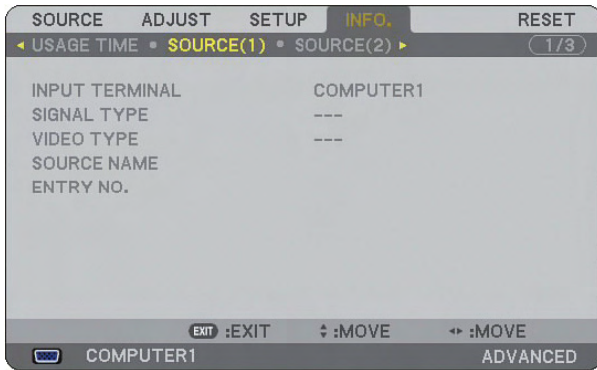 SOURCE ADJUST SETUP INFO. RESET
USAGE TIME • SOURCE(1) • SOURCE(2) 1/3
INPUT TERMINAL COMPUTER1
SIGNAL TYPE ---
VIDEO TYPE ---
SOURCE NAME
ENTRY NO.
EXIT :EXIT :MOVE :MOVE
COMPUTER1 ADVANCED